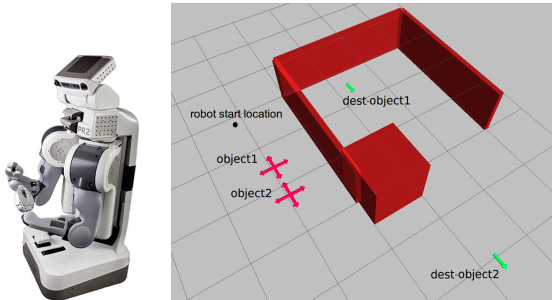 PR2
robot start location
object1
object2
dest-object1
dest-object2